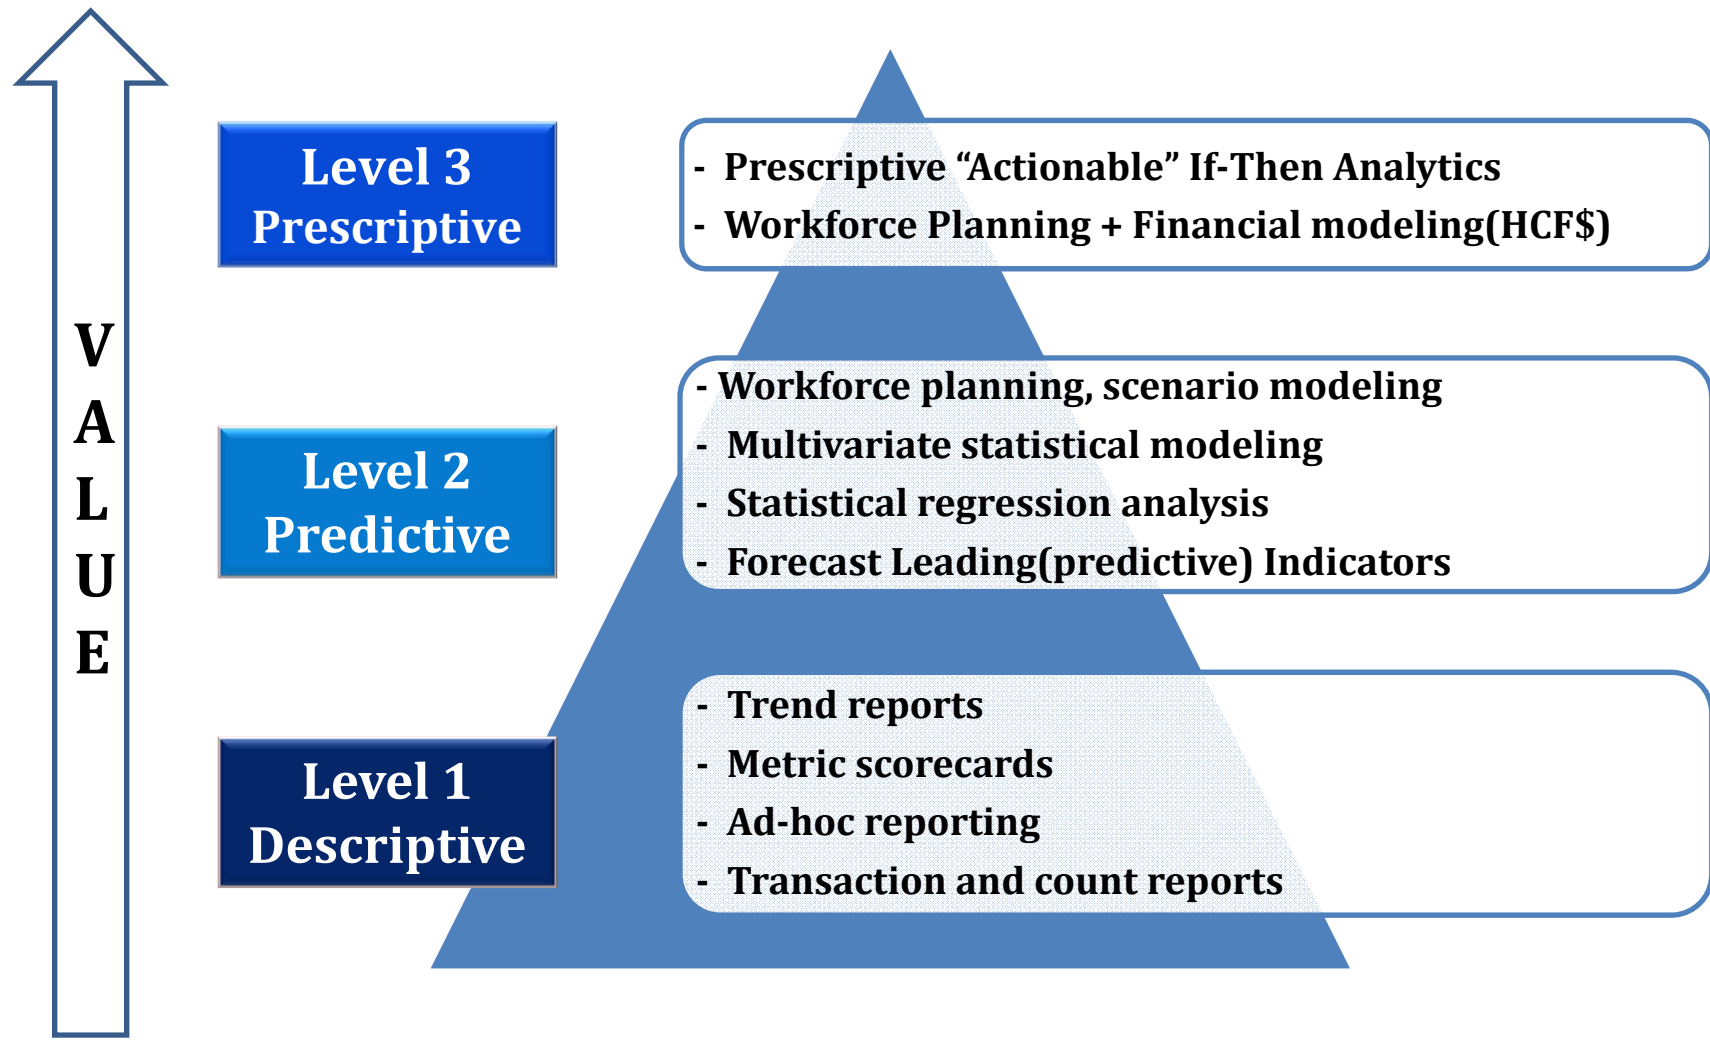 V
A
L
U
E
Level 3
Prescriptive
- Prescriptive “Actionable” If-Then Analytics
- Workforce Planning + Financial modeling(HCF$)
Level 2
Predictive
- Workforce planning, scenario modeling
- Multivariate statistical modeling
- Statistical regression analysis
- Forecast Leading(predictive) Indicators
Level 1
Descriptive
- Trend reports
- Metric scorecards
- Ad-hoc reporting
- Transaction and count reports